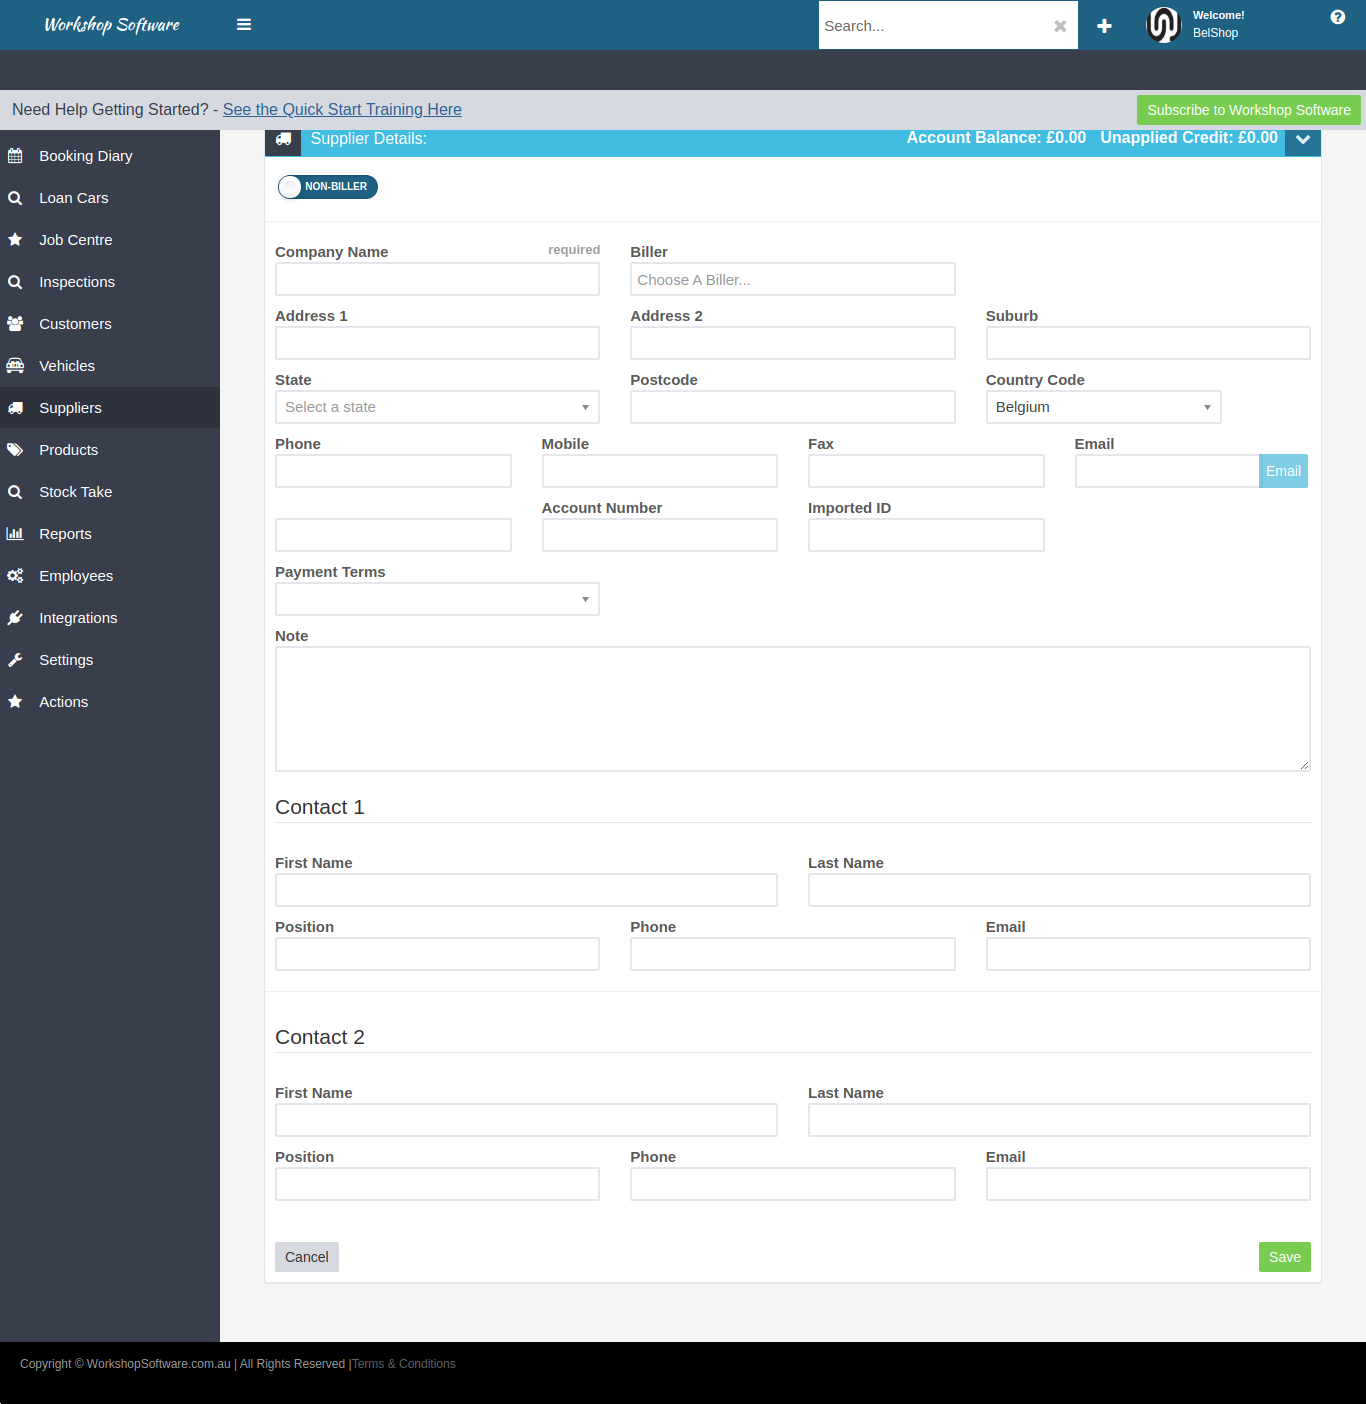 Workshop Software
Search...
Welcome!
BelShop
Need Help Getting Started? - See the Quick Start Training Here
Subscribe to Workshop Software
Supplier Details:
Account Balance: £0.00 Unapplied Credit: £0.00
Booking Diary
Loan Cars
Job Centre
Inspections
Customers
Vehicles
Suppliers
Products
Stock Take
Reports
Employees
Integrations
Settings
Actions
NON-BILLER
Company Name required Biller
Choose A Biller...
Address 1 Address 2 Suburb
State Postcode Country Code
Select a state Belgium
Phone Mobile Fax Email
Email
Account Number Imported ID
Payment Terms
Note
Contact 1
First Name Last Name
Position Phone Email
Contact 2
First Name Last Name
Position Phone Email
Cancel Save
Copyright © WorkshopSoftware.com.au | All Rights Reserved |Terms & Conditions